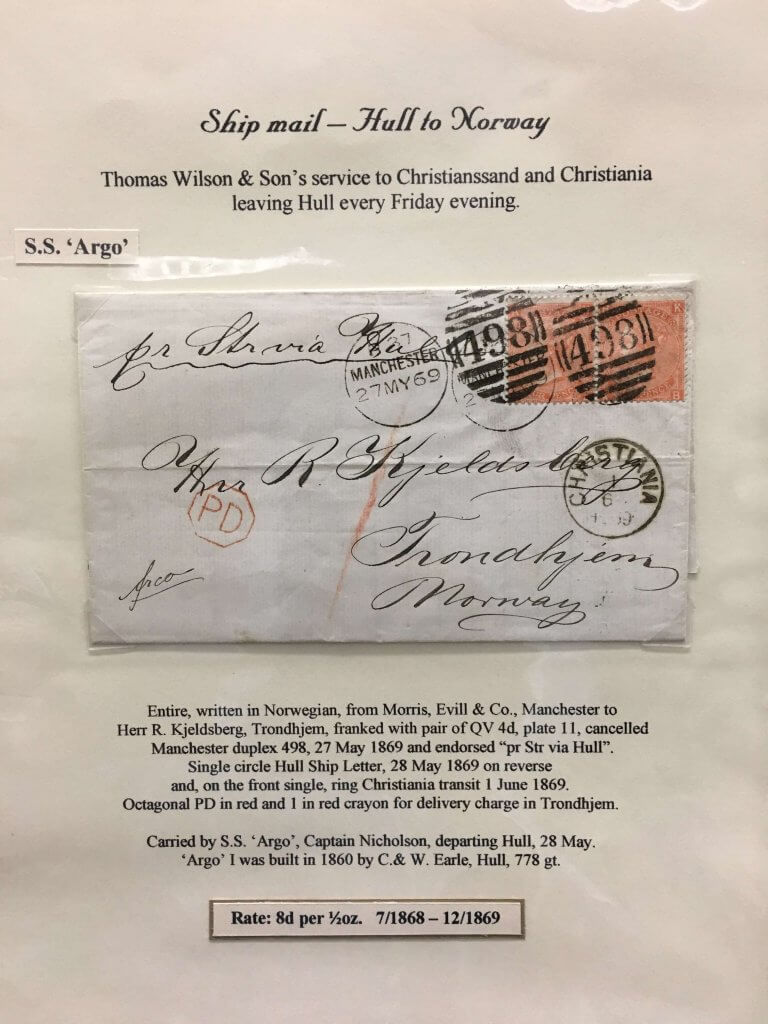 Ship mail – Hull to Norway
Thomas Wilson & Son's service to Christianssand and Christiania
leaving Hull every Friday evening.
S.S. 'Argo'
pr Str via Hull
MANCHESTER
27 MY 69
498
498
K
B
Herr R. Kjeldsberg
CHRISTIANIA
1
6
PD
Trondhjem
Norway
Argo
Entire, written in Norwegian, from Morris, Evill & Co., Manchester to
Herr R. Kjeldsberg, Trondhjem, franked with pair of QV 4d, plate 11, cancelled
Manchester duplex 498, 27 May 1869 and endorsed “pr Str via Hull”.
Single circle Hull Ship Letter, 28 May 1869 on reverse
and, on the front single, ring Christiania transit 1 June 1869.
Octagonal PD in red and 1 in red crayon for delivery charge in Trondhjem.
Carried by S.S. ‘Argo’, Captain Nicholson, departing Hull, 28 May.
‘Argo’ I was built in 1860 by C.& W. Earle, Hull, 778 gt.
Rate: 8d per ½oz. 7/1868 – 12/1869